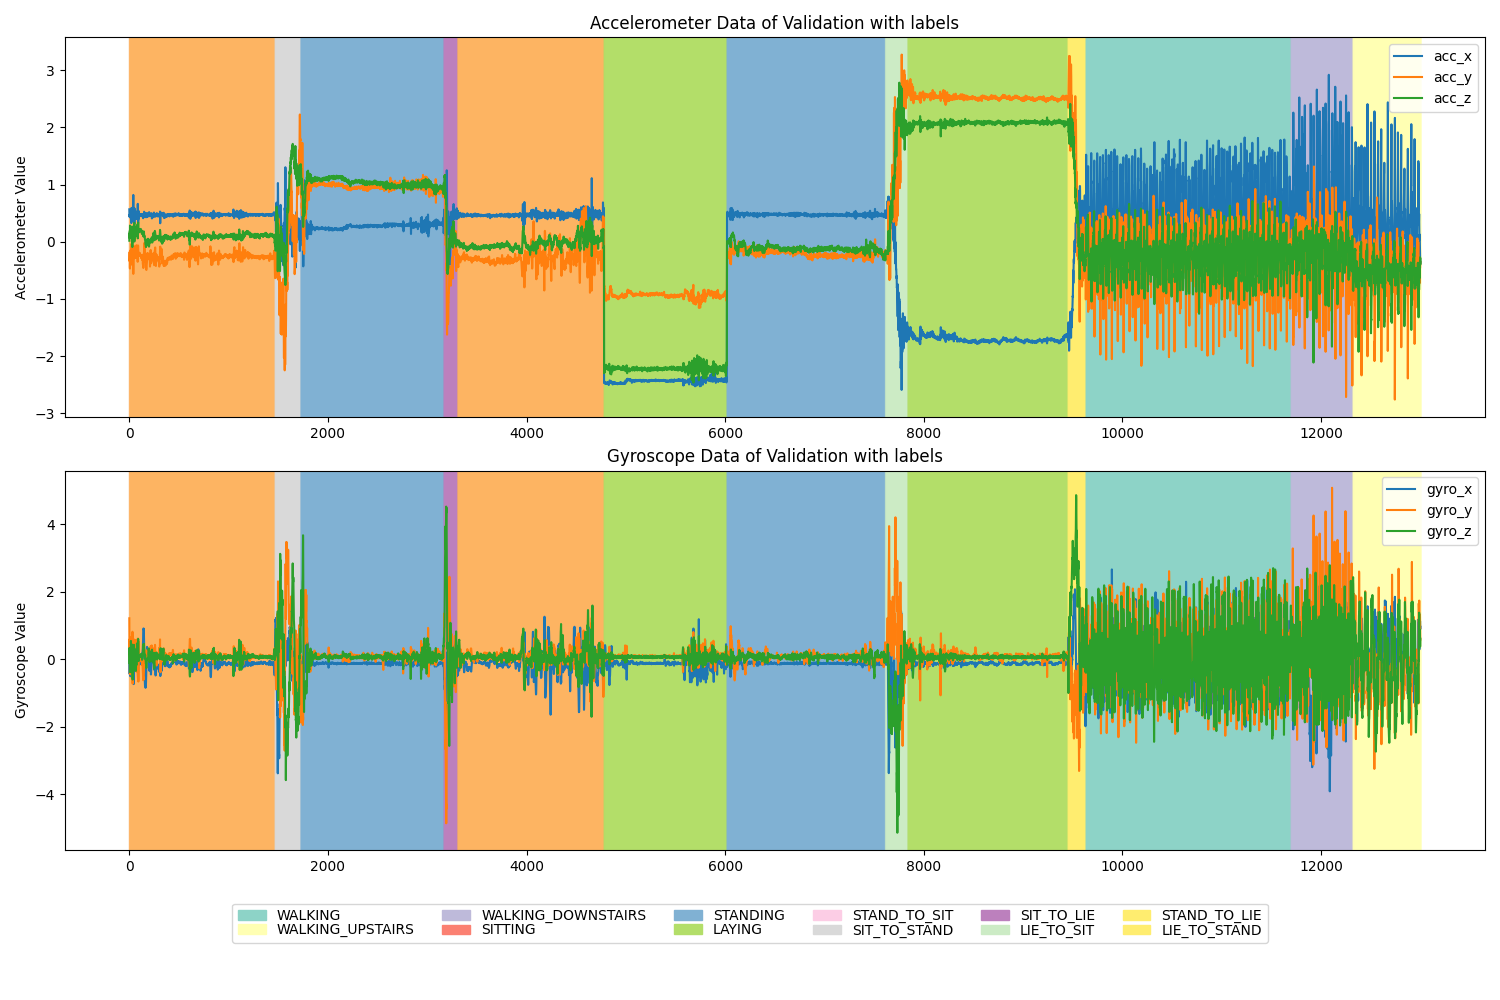 Accelerometer Data of Validation with labels
acc_x
acc_y
acc_z
Accelerometer Value
3
2
1
0
−1
−2
−3
0 2000 4000 6000 8000 10000 12000
Gyroscope Data of Validation with labels
gyro_x
gyro_y
gyro_z
Gyroscope Value
4
2
0
−2
−4
0 2000 4000 6000 8000 10000 12000
WALKING WALKING_DOWNSTAIRS STANDING STAND_TO_SIT SIT_TO_LIE STAND_TO_LIE
WALKING_UPSTAIRS SITTING LAYING SIT_TO_STAND LIE_TO_SIT LIE_TO_STAND